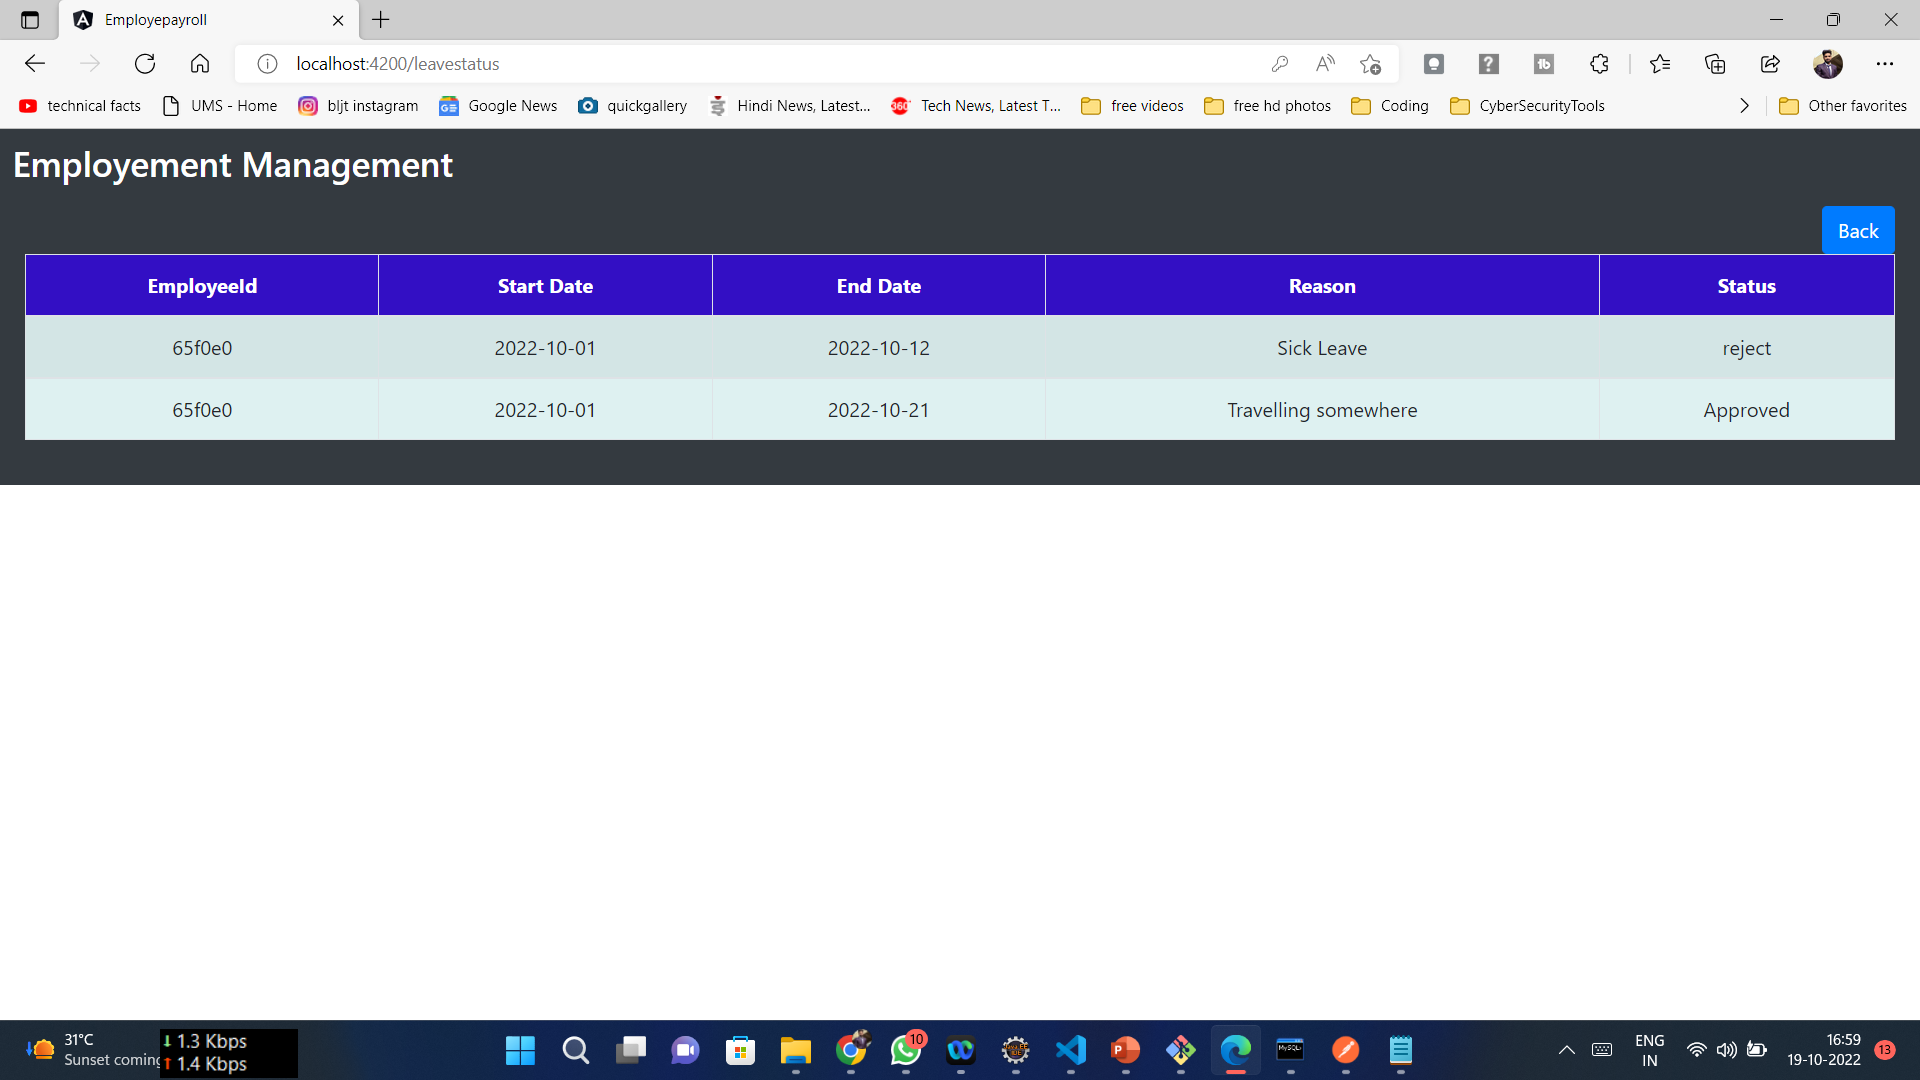 Employepayroll
localhost:4200/leavestatus
technical facts UMS - Home bljt instagram Google News quickgallery Hindi News, Latest... Tech News, Latest T... free videos free hd photos Coding CyberSecurityTools Other favorites
Employement Management
Back
EmployeeId Start Date End Date Reason Status
65f0e0 2022-10-01 2022-10-12 Sick Leave reject
65f0e0 2022-10-01 2022-10-21 Travelling somewhere Approved
31°C
Sunset coming
↓ 1.3 Kbps
↑ 1.4 Kbps
10
ENG
IN
16:59
19-10-2022
13